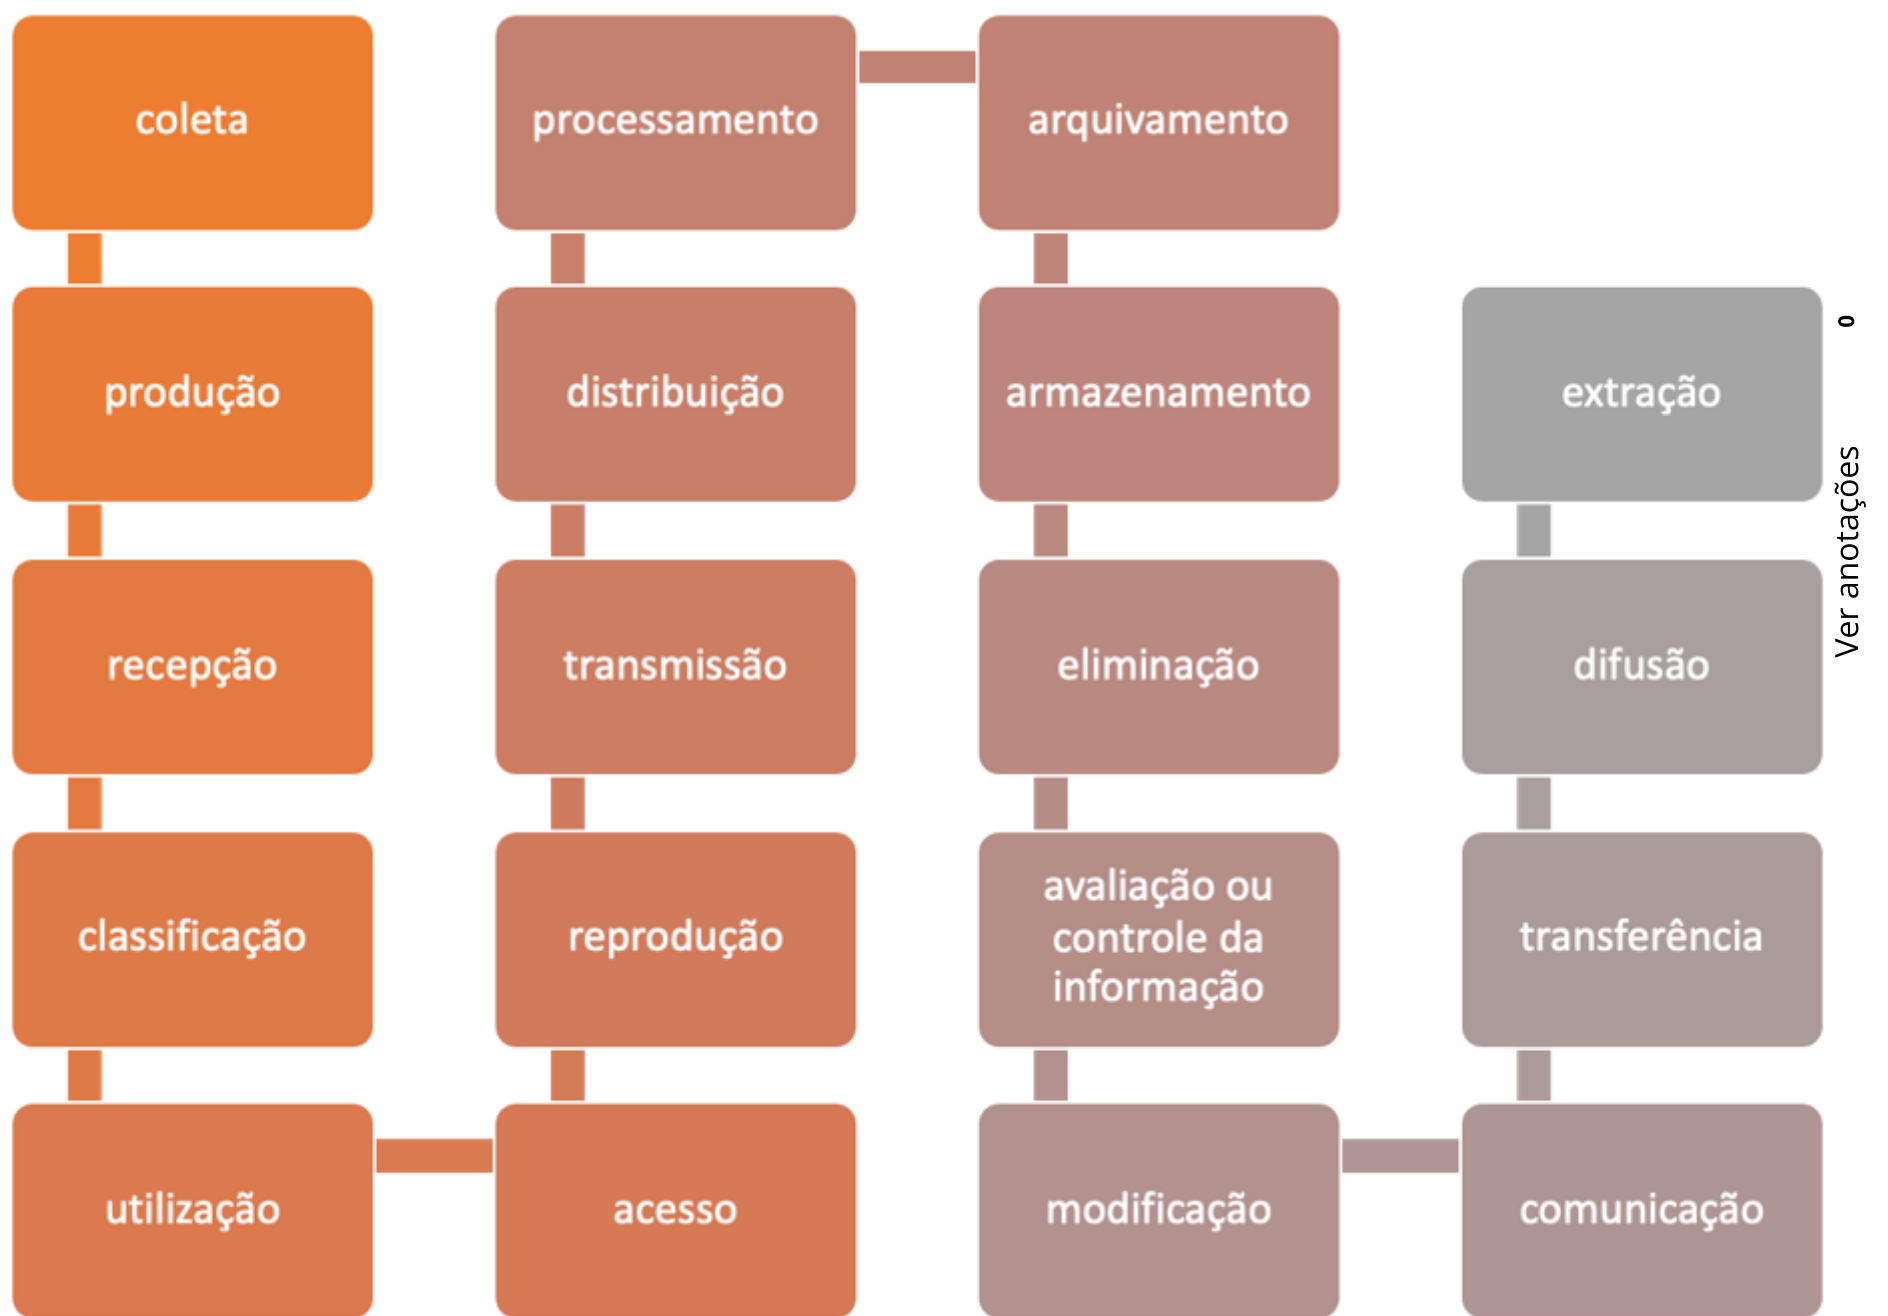 coleta
produção
recepção
classificação
utilização
acesso
reprodução
transmissão
distribuição
processamento
arquivamento
armazenamento
eliminação
avaliação ou
controle da
informação
modificação
comunicação
transferência
difusão
extração
0
Ver anotações